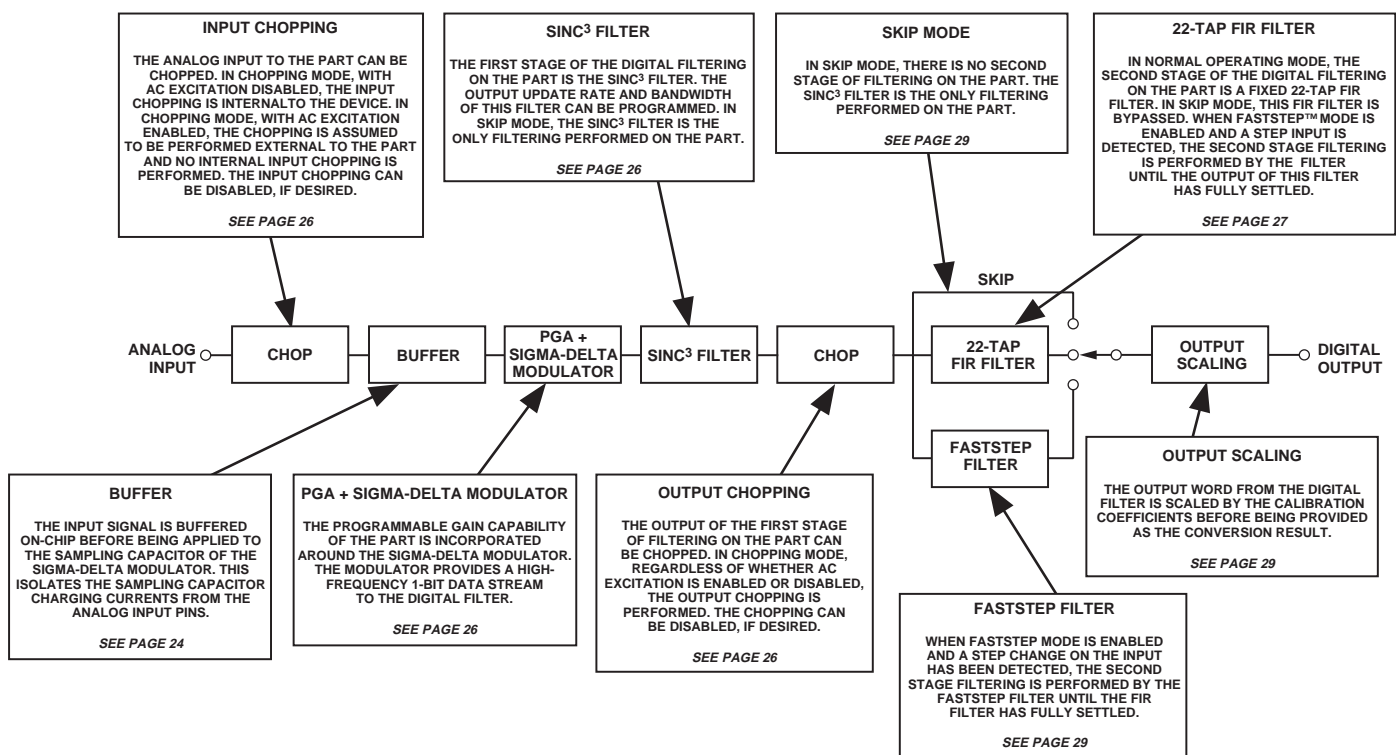 INPUT CHOPPING
THE ANALOG INPUT TO THE PART CAN BE
CHOPPED. IN CHOPPING MODE, WITH
AC EXCITATION DISABLED, THE INPUT
CHOPPING IS INTERNALTO THE DEVICE. IN
CHOPPING MODE, WITH AC EXCITATION
ENABLED, THE CHOPPING IS ASSUMED
TO BE PERFORMED EXTERNAL TO THE PART
AND NO INTERNAL INPUT CHOPPING IS
PERFORMED. THE INPUT CHOPPING CAN
BE DISABLED, IF DESIRED.
SEE PAGE 26
SINC³ FILTER
THE FIRST STAGE OF THE DIGITAL FILTERING
ON THE PART IS THE SINC³ FILTER. THE
OUTPUT UPDATE RATE AND BANDWIDTH
OF THIS FILTER CAN BE PROGRAMMED. IN
SKIP MODE, THE SINC³ FILTER IS THE
ONLY FILTERING PERFORMED ON THE PART.
SEE PAGE 26
SKIP MODE
IN SKIP MODE, THERE IS NO SECOND
STAGE OF FILTERING ON THE PART. THE
SINC³ FILTER IS THE ONLY FILTERING
PERFORMED ON THE PART.
SEE PAGE 29
22-TAP FIR FILTER
IN NORMAL OPERATING MODE, THE
SECOND STAGE OF THE DIGITAL FILTERING
ON THE PART IS A FIXED 22-TAP FIR
FILTER. IN SKIP MODE, THIS FIR FILTER IS
BYPASSED. WHEN FASTSTEP™ MODE IS
ENABLED AND A STEP INPUT IS
DETECTED, THE SECOND STAGE FILTERING
IS PERFORMED BY THE FILTER
UNTIL THE OUTPUT OF THIS FILTER
HAS FULLY SETTLED.
SEE PAGE 27
SKIP
ANALOG
INPUT
CHOP
BUFFER
PGA +
SIGMA-DELTA
MODULATOR
SINC³ FILTER
CHOP
22-TAP
FIR FILTER
OUTPUT
SCALING
DIGITAL
OUTPUT
FASTSTEP
FILTER
BUFFER
THE INPUT SIGNAL IS BUFFERED
ON-CHIP BEFORE BEING APPLIED TO
THE SAMPLING CAPACITOR OF THE
SIGMA-DELTA MODULATOR. THIS
ISOLATES THE SAMPLING CAPACITOR
CHARGING CURRENTS FROM THE
ANALOG INPUT PINS.
SEE PAGE 24
PGA + SIGMA-DELTA MODULATOR
THE PROGRAMMABLE GAIN CAPABILITY
OF THE PART IS INCORPORATED
AROUND THE SIGMA-DELTA MODULATOR.
THE MODULATOR PROVIDES A HIGH-
FREQUENCY 1-BIT DATA STREAM
TO THE DIGITAL FILTER.
SEE PAGE 26
OUTPUT CHOPPING
THE OUTPUT OF THE FIRST STAGE
OF FILTERING ON THE PART CAN
BE CHOPPED. IN CHOPPING MODE,
REGARDLESS OF WHETHER AC
EXCITATION IS ENABLED OR DISABLED,
THE OUTPUT CHOPPING IS
PERFORMED. THE CHOPPING CAN
BE DISABLED, IF DESIRED.
SEE PAGE 26
OUTPUT SCALING
THE OUTPUT WORD FROM THE DIGITAL
FILTER IS SCALED BY THE CALIBRATION
COEFFICIENTS BEFORE BEING PROVIDED
AS THE CONVERSION RESULT.
SEE PAGE 29
FASTSTEP FILTER
WHEN FASTSTEP MODE IS ENABLED
AND A STEP CHANGE ON THE INPUT
HAS BEEN DETECTED, THE SECOND
STAGE FILTERING IS PERFORMED BY THE
FASTSTEP FILTER UNTIL THE FIR
FILTER HAS FULLY SETTLED.
SEE PAGE 29